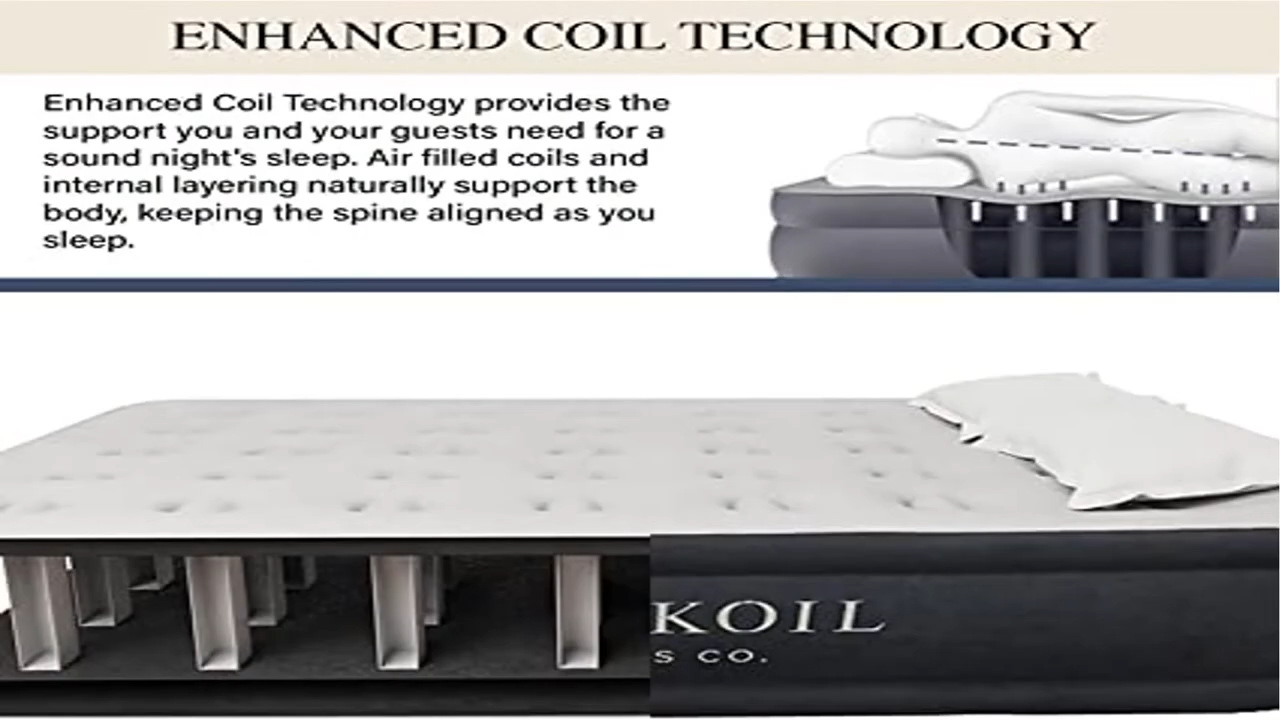 ENHANCED COIL TECHNOLOGY
Enhanced Coil Technology provides the
support you and your guests need for a
sound night's sleep. Air filled coils and
internal layering naturally support the
body, keeping the spine aligned as you
sleep.
KOIL
S CO.